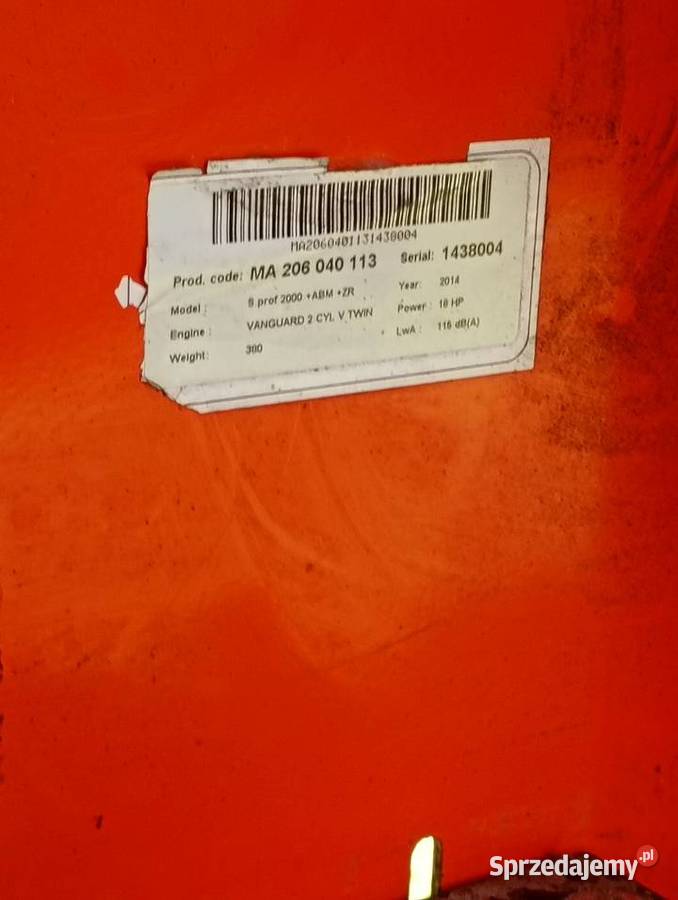 MA2060401131438004
Prod. code: MA 206 040 113 Serial: 1438004
Model : S prof 2000 +ABM +ZR Year: 2014
Engine : VANGUARD 2 CYL V TWIN Power : 18 HP
Weight: 380 LwA : 116 dB(A)
Sprzedajemy.pl